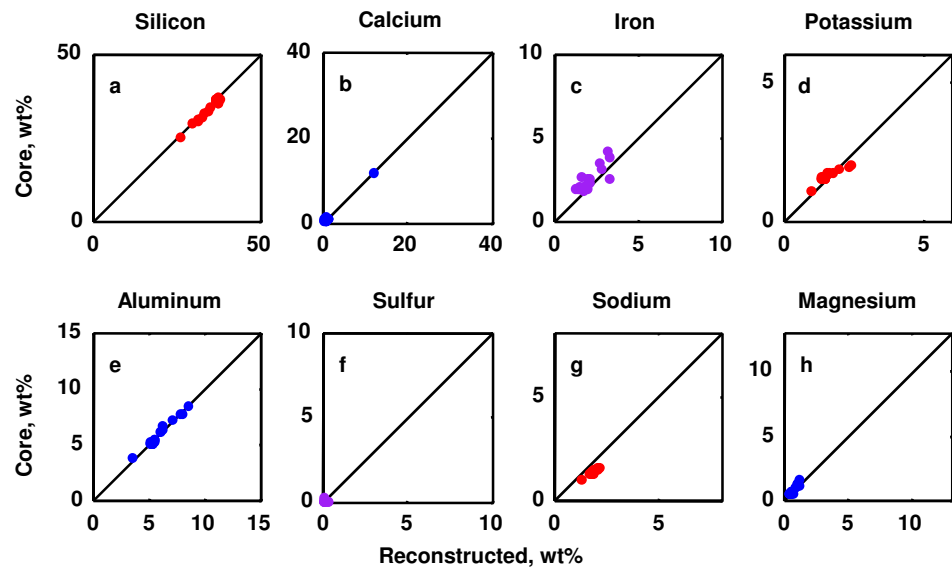 Silicon Calcium Iron Potassium
Core, wt%
50
a
0
0 50
40
b
20
0
0 20 40
10
c
5
0
0 5 10
d
5
0
5
Aluminum Sulfur Sodium Magnesium
Core, wt%
15
e
10
5
0
0 5 10 15
10
f
5
0
0 5 10
g
5
0
5
h
10
5
0
0 5 10
Reconstructed, wt%